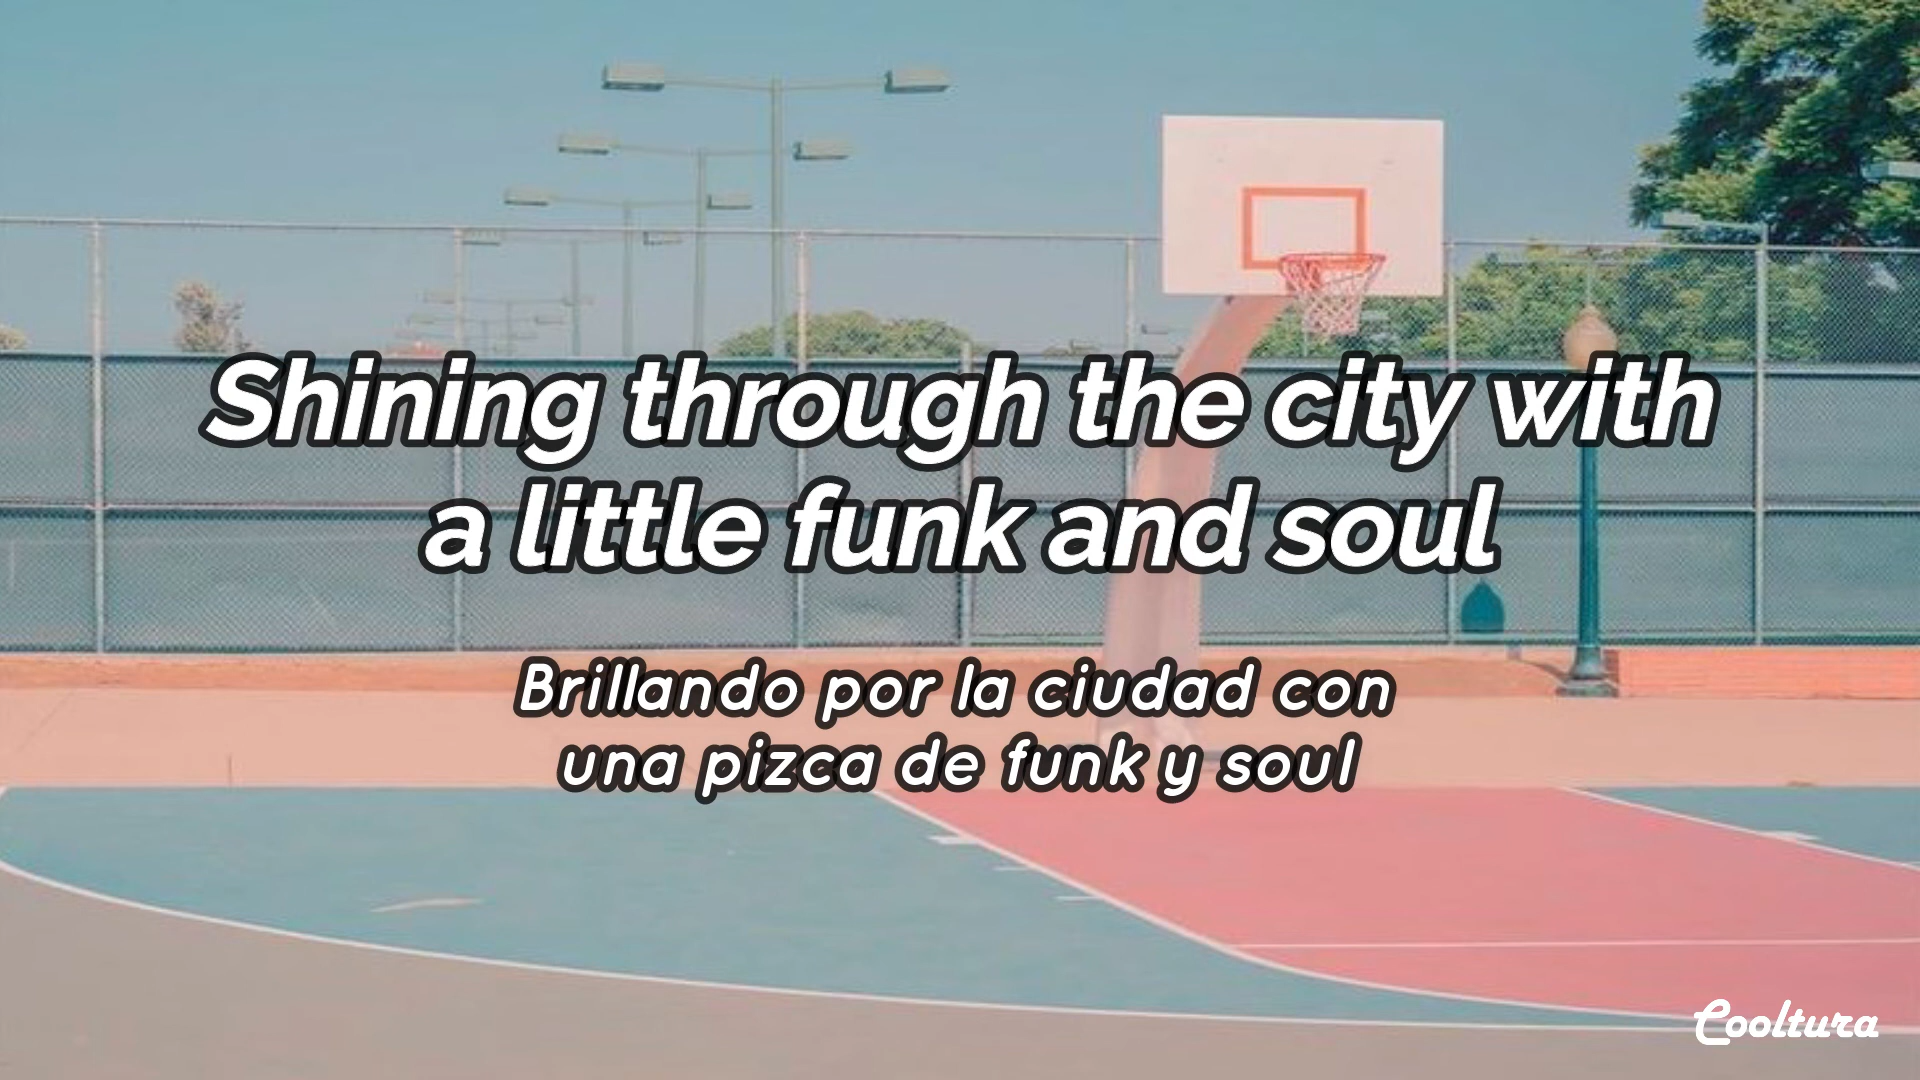 Shining through the city with
a little funk and soul
Brillando por la ciudad con
una pizca de funk y soul
Cooltura